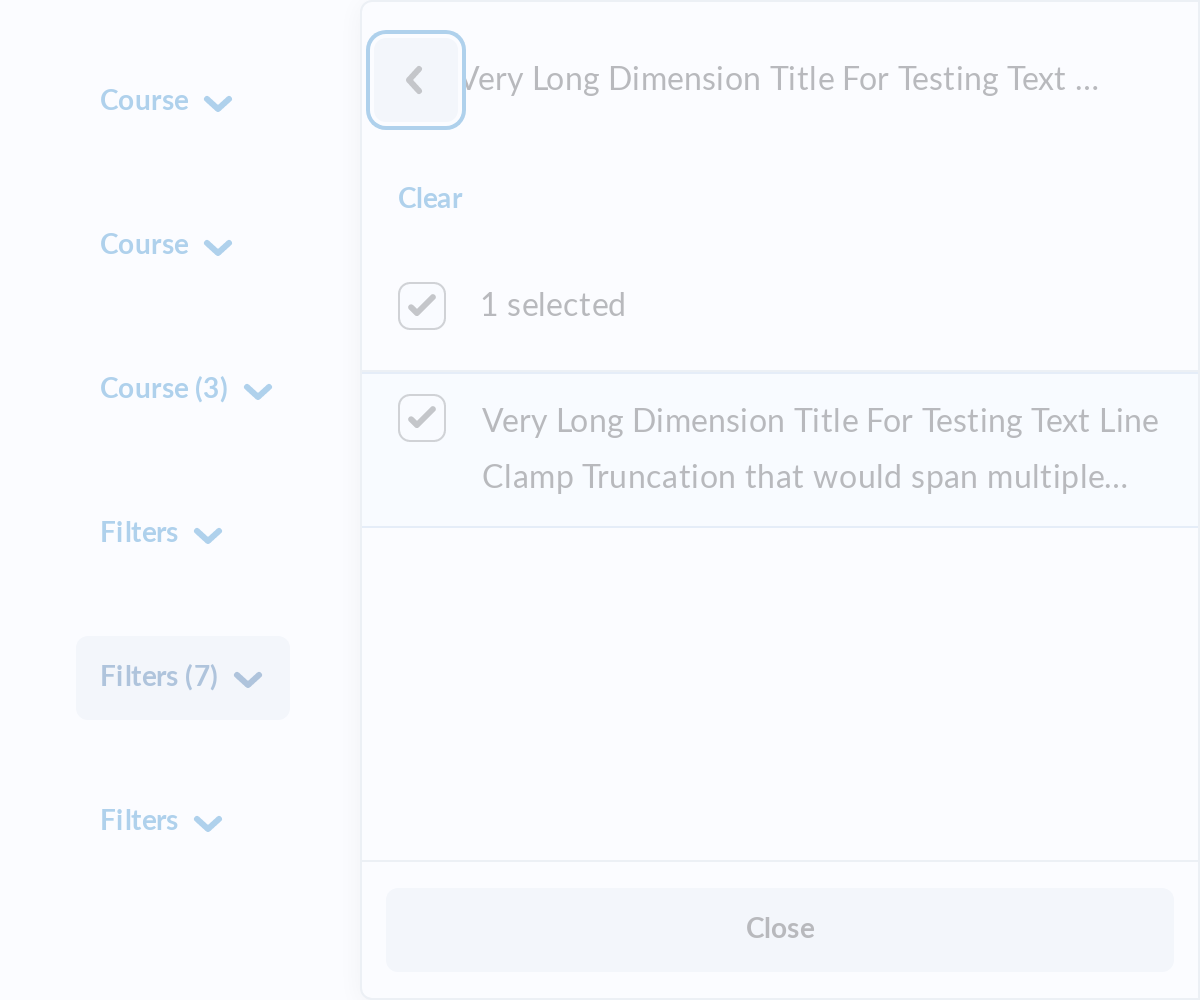 Course
Course
Course (3)
Filters
Filters (7)
Filters
Very Long Dimension Title For Testing Text ...
Clear
1 selected
Very Long Dimension Title For Testing Text Line
Clamp Truncation that would span multiple...
Close